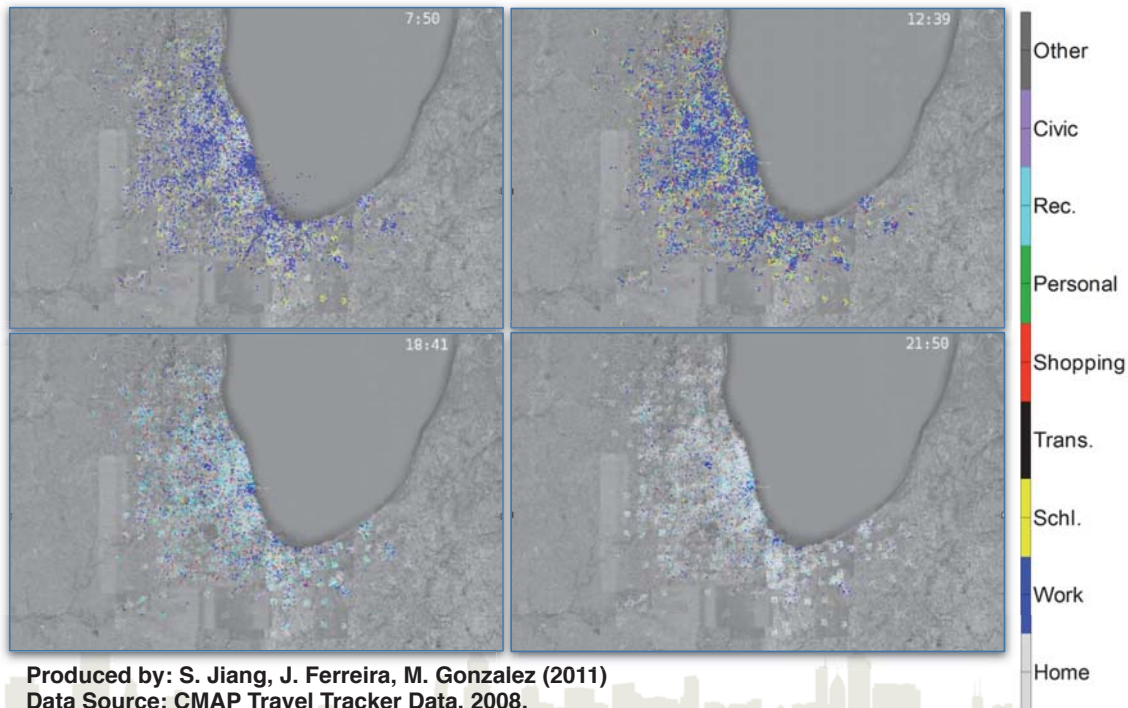 7:50
12:39
18:41
21:50
Other
Civic
Rec.
Personal
Shopping
Trans.
Schl.
Work
Home
Produced by: S. Jiang, J. Ferreira, M. Gonzalez (2011)
Data Source: CMAP Travel Tracker Data, 2008.